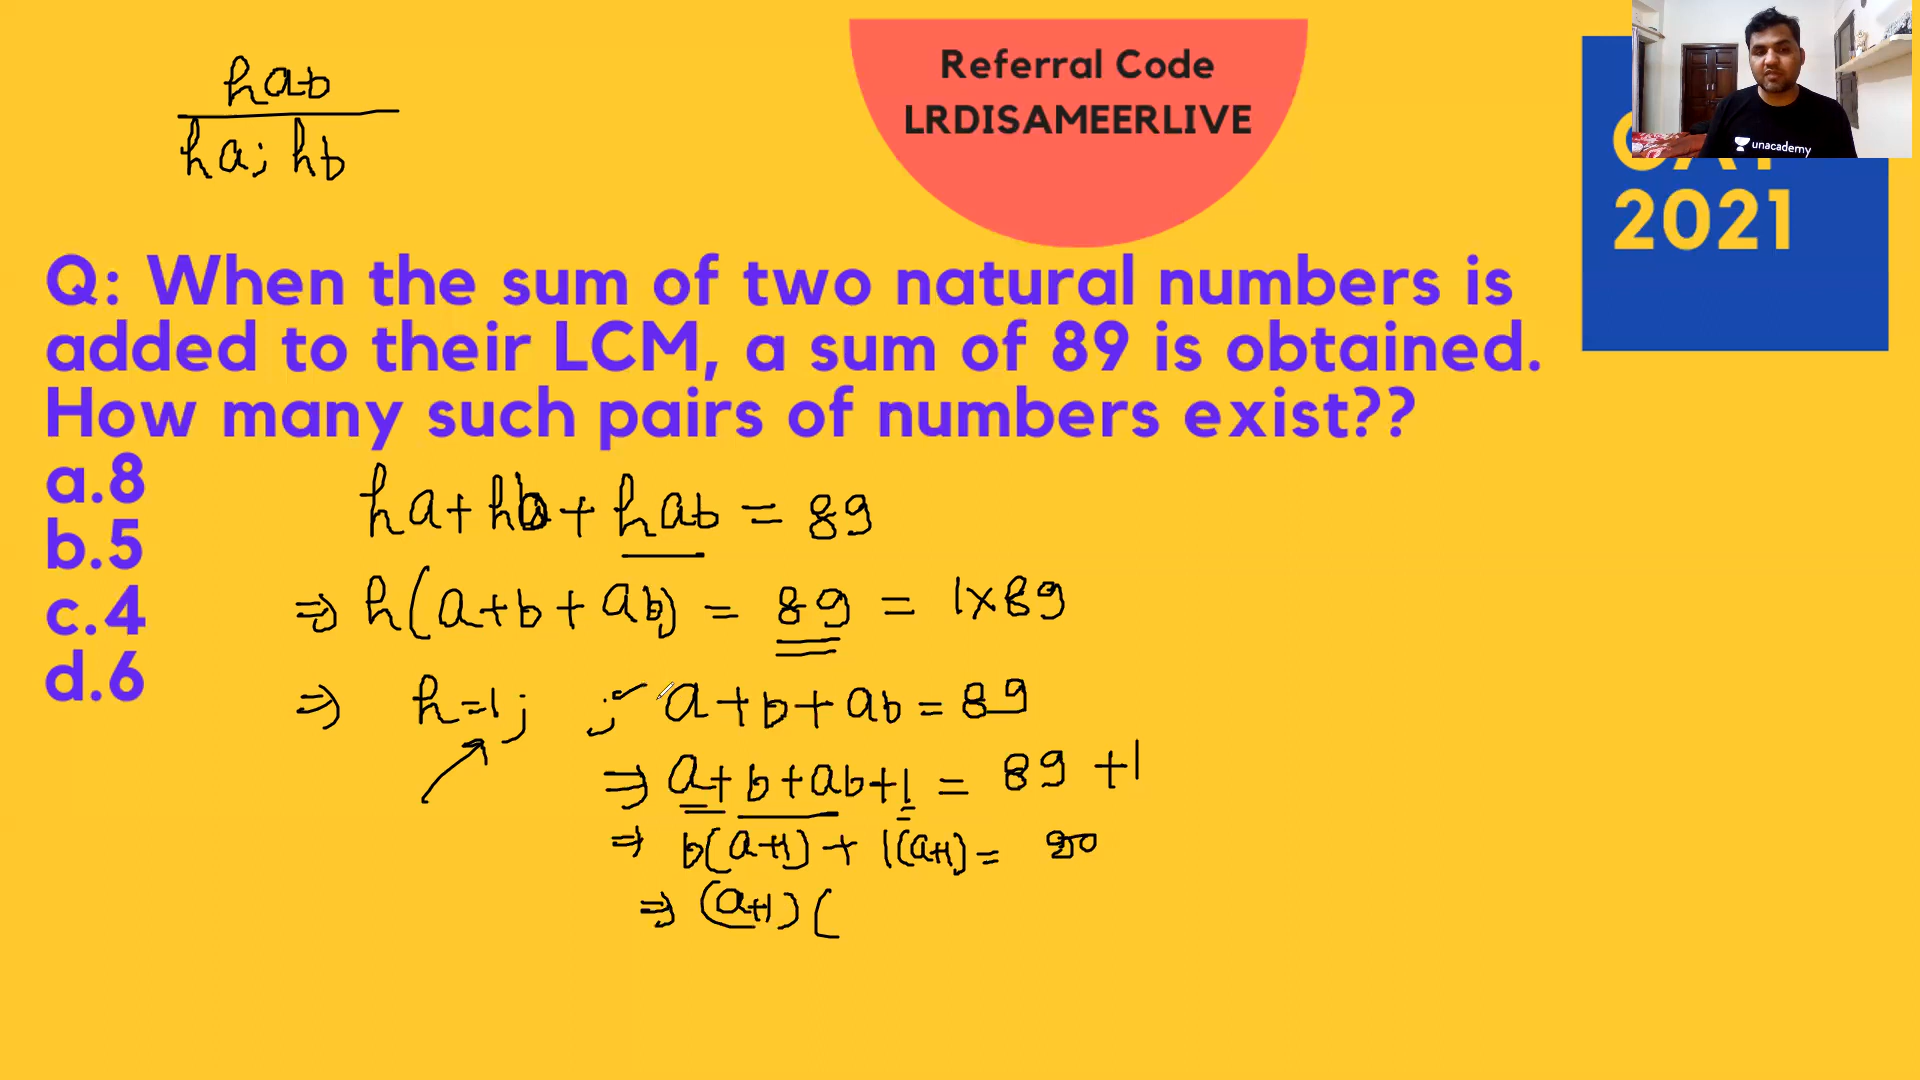 hab
ha; hb
Referral Code
LRDISAMEERLIVE
unacademy
2021
Q: When the sum of two natural numbers is
added to their LCM, a sum of 89 is obtained.
How many such pairs of numbers exist??
a.8
b.5
c.4
d.6
ha + hb + hab = 89
⇒ h(a+b+ab) = 89 = 1×89
⇒ h=1; ; a+b+ab = 89
⇒ a+b+ab+1 = 89 +1
⇒ b(a+1) + 1(a+1) = 90
⇒ (a+1) (